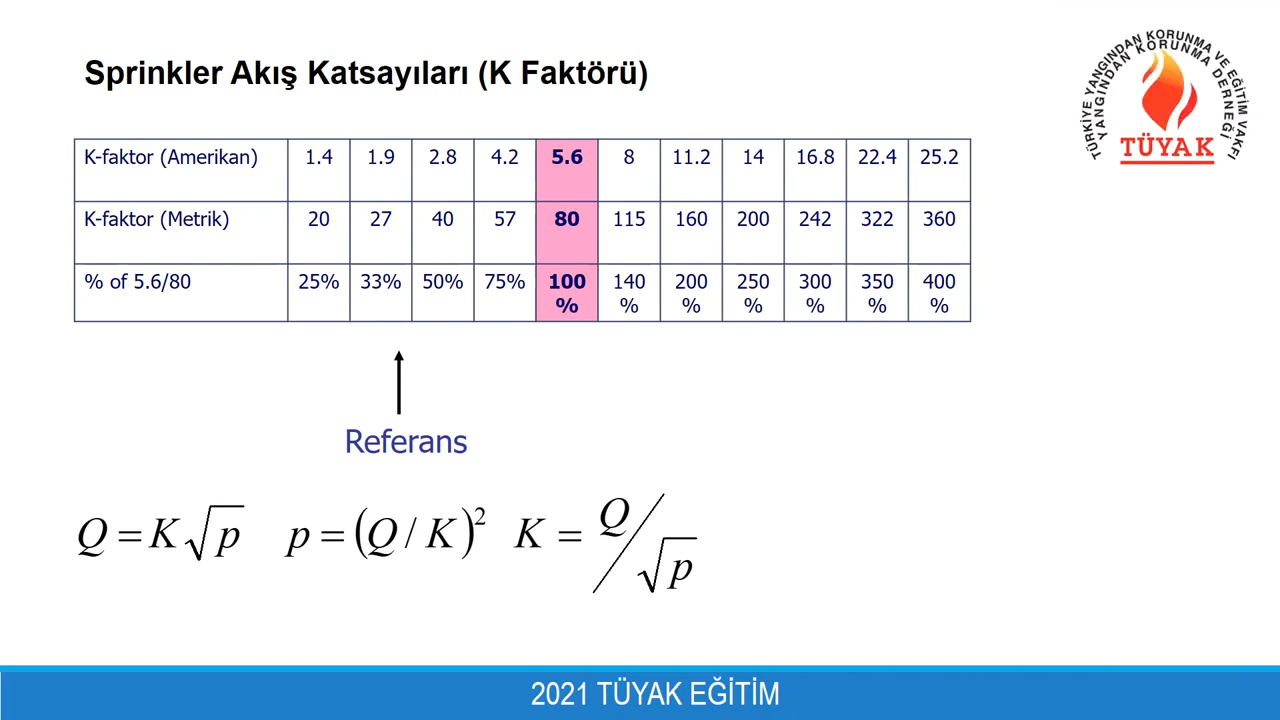 Sprinkler Akış Katsayıları (K Faktörü)
TÜRKİYE YANGINDAN KORUNMA VE EĞİTİM VAKFI
YANGINDAN KORUNMA DERNEĞİ
TÜYAK
K-faktor (Amerikan) 1.4 1.9 2.8 4.2 5.6 8 11.2 14 16.8 22.4 25.2
K-faktor (Metrik) 20 27 40 57 80 115 160 200 242 322 360
% of 5.6/80 25% 33% 50% 75% 100 % 140 % 200 % 250 % 300 % 350 % 400 %
Referans
Q = K√p p = (Q / K)² K = Q/√p
2021 TÜYAK EĞİTİM